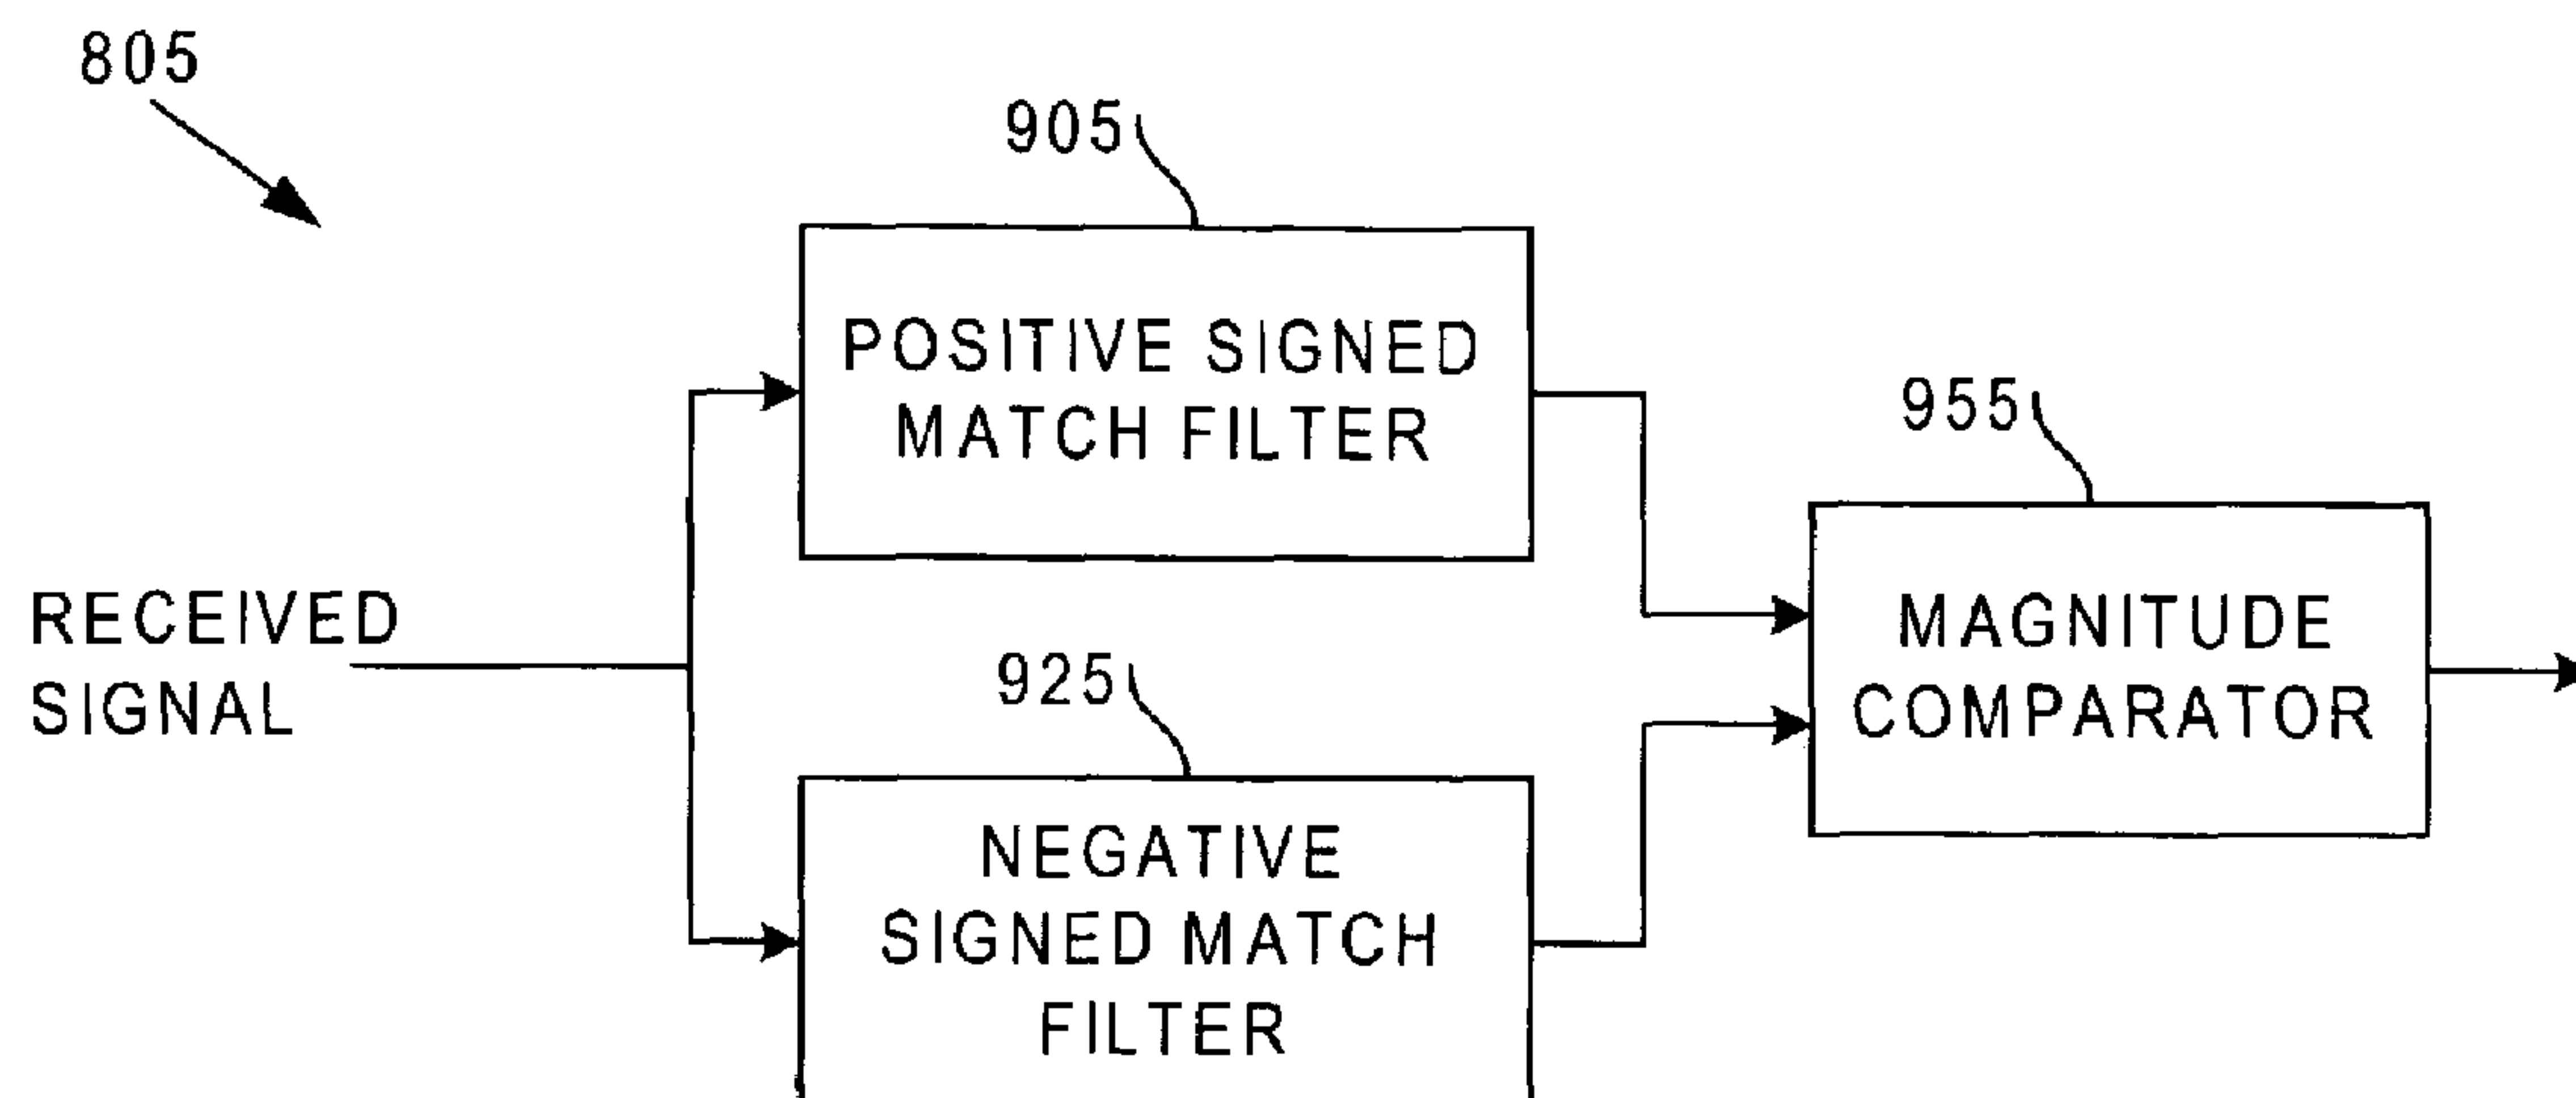 805
905
POSITIVE SIGNED
MATCH FILTER
955
RECEIVED
SIGNAL
MAGNITUDE
COMPARATOR
925
NEGATIVE
SIGNED MATCH
FILTER